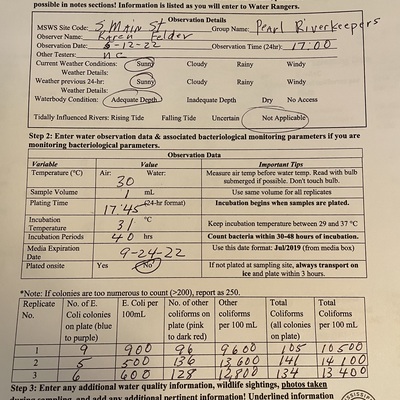 possible in notes sections! Information is listed as you will enter to Water Rangers.
Observation Details
MSWS Site Code: S Main St Group Name: Pearl Riverkeepers
Observer Name: Karen Felder
Observation Date: 6-12-22 Observation Time (24hr): 17:00
Other Testers: nc
Current Weather Conditions: Sunny Cloudy Rainy Windy
Weather Details:
Weather previous 24-hr: Sunny Cloudy Rainy Windy
Weather Details:
Waterbody Condition: Adequate Depth Inadequate Depth Dry No Access
Tidally Influenced Rivers: Rising Tide Falling Tide Uncertain Not Applicable
Step 2: Enter water observation data & associated bacteriological monitoring parameters if you are
monitoring bacteriological parameters.
Observation Data
Variable Value Important Tips
Temperature (°C) Air: 30 Water: Measure air temp before water temp. Read with bulb
submerged if possible. Don't touch bulb.
Sample Volume 1 mL Use same volume for all replicates
Plating Time 17:45 (24-hr format) Incubation begins when samples are plated.
Incubation
Temperature 31 °C Keep incubation temperature between 29 and 37 °C
Incubation Periods 40 hrs Count bacteria within 30-48 hours of incubation.
Media Expiration
Date 9-24-22 Use this date format: Jul/2019 (from media box)
Plated onsite Yes No If not plated at sampling site, always transport on
ice and plate within 3 hours.
*Note: If colonies are too numerous to count (>200), report as 250.
Replicate No. No. of E. Coli colonies on plate (blue to purple) E. Coli per 100mL No. of other coliforms on plate (pink to dark red) Other coliforms per 100 mL Total Coliforms (all colonies on plate) Total Coliforms per 100 mL
1 9 900 96 9600 105 10500
2 5 500 136 13,600 141 14100
3 6 600 128 12800 134 13400
Step 3: Enter any additional water quality information, wildlife sightings, photos taken
during sampling, and add any additional pertinent information! Underlined information